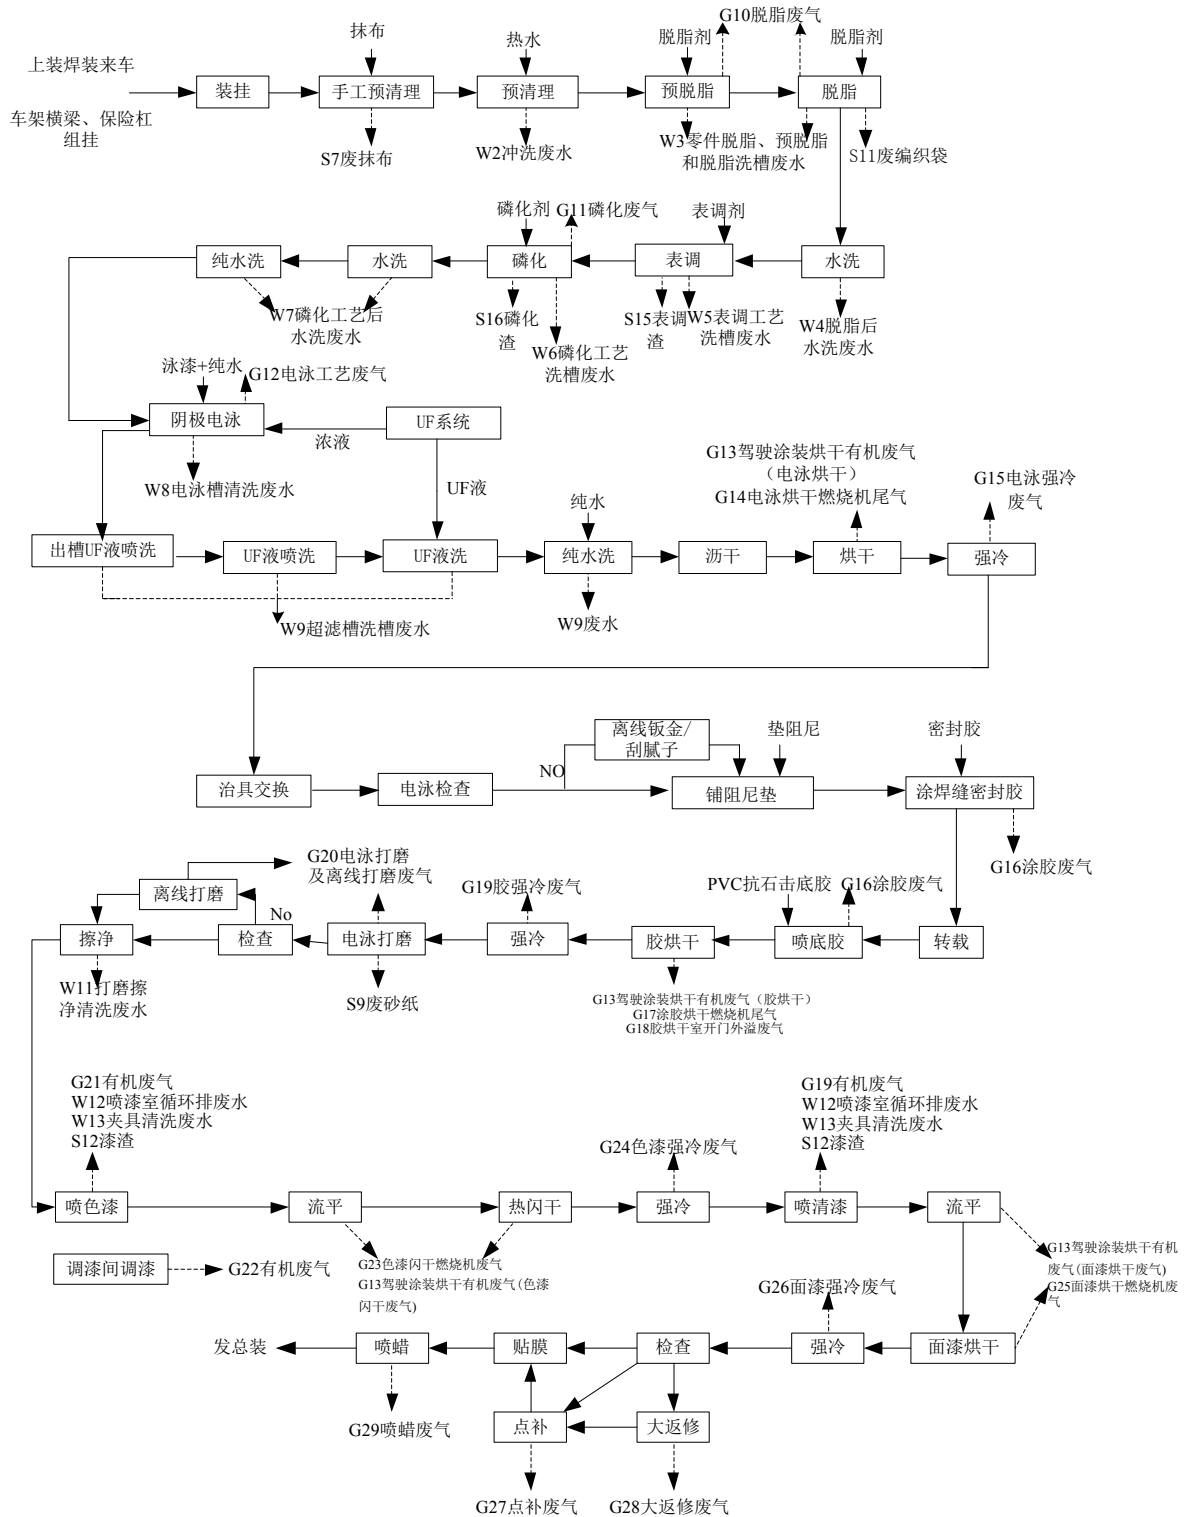 G10脱脂废气
抹布
热水
脱脂剂
脱脂剂
上装焊装来车
装挂
手工预清理
预清理
预脱脂
脱脂
车架横梁、保险杠
组挂
S7废抹布
W2冲洗废水
W3零件脱脂、预脱脂
和脱脂洗槽废水
S11废编织袋
磷化剂
G11磷化废气
表调剂
纯水洗
水洗
磷化
表调
水洗
W7磷化工艺后
水洗废水
S16磷化
渣
W6磷化工艺
洗槽废水
S15表调
渣
W5表调工艺
洗槽废水
W4脱脂后
水洗废水
泳漆+纯水
G12电泳工艺废气
阴极电泳
UF系统
浓液
W8电泳槽清洗废水
UF液
G13驾驶涂装烘干有机废气
（电泳烘干）
G14电泳烘干燃烧机尾气
G15电泳强冷
废气
纯水
出槽UF液喷洗
UF液喷洗
UF液洗
纯水洗
沥干
烘干
强冷
W9超滤槽洗槽废水
W9废水
离线钣金/
刮腻子
垫阻尼
密封胶
NO
治具交换
电泳检查
铺阻尼垫
涂焊缝密封胶
G16涂胶废气
G20电泳打磨
及离线打磨废气
G19胶强冷废气
PVC抗石击底胶
G16涂胶废气
离线打磨
No
擦净
检查
电泳打磨
强冷
胶烘干
喷底胶
转载
W11打磨擦
净清洗废水
S9废砂纸
G13驾驶涂装烘干有机废气（胶烘干）
G17涂胶烘干燃烧机尾气
G18胶烘干室开门外溢废气
G21有机废气
W12喷漆室循环排废水
W13夹具清洗废水
S12漆渣
G24色漆强冷废气
G19有机废气
W12喷漆室循环排废水
W13夹具清洗废水
S12漆渣
喷色漆
流平
热闪干
强冷
喷清漆
流平
调漆间调漆
G22有机废气
G23色漆闪干燃烧机废气
G13驾驶涂装烘干有机废气(色漆
闪干废气)
G13驾驶涂装烘干有机
废气(面漆烘干废气)
G25面漆烘干燃烧机废
气
G26面漆强冷废气
发总装
喷蜡
贴膜
检查
强冷
面漆烘干
G29喷蜡废气
点补
大返修
G27点补废气
G28大返修废气